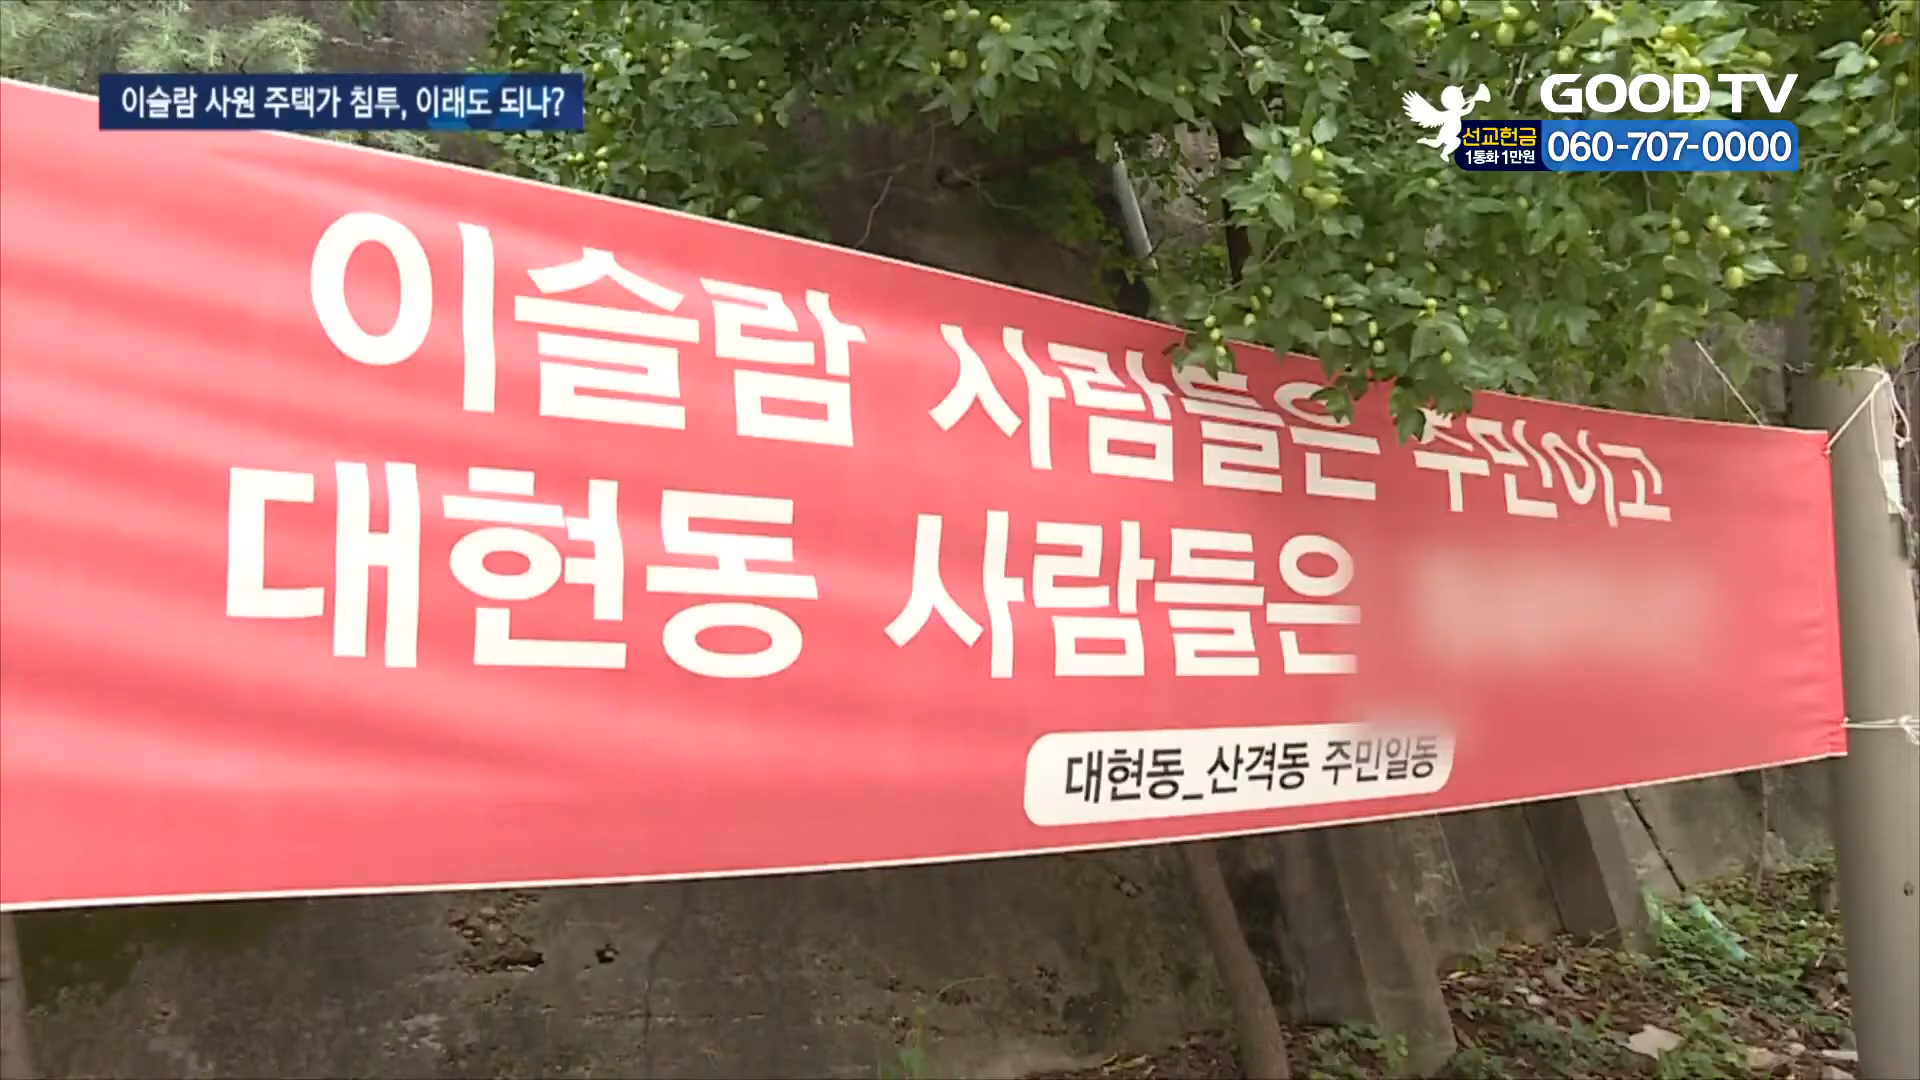 이슬람 사원 주택가 침투, 이래도 되나?
GOODTV
선교헌금
1통화 1만원
060-707-0000
이슬람 사람들은 주민이고
대현동 사람들은
대현동_산격동 주민일동